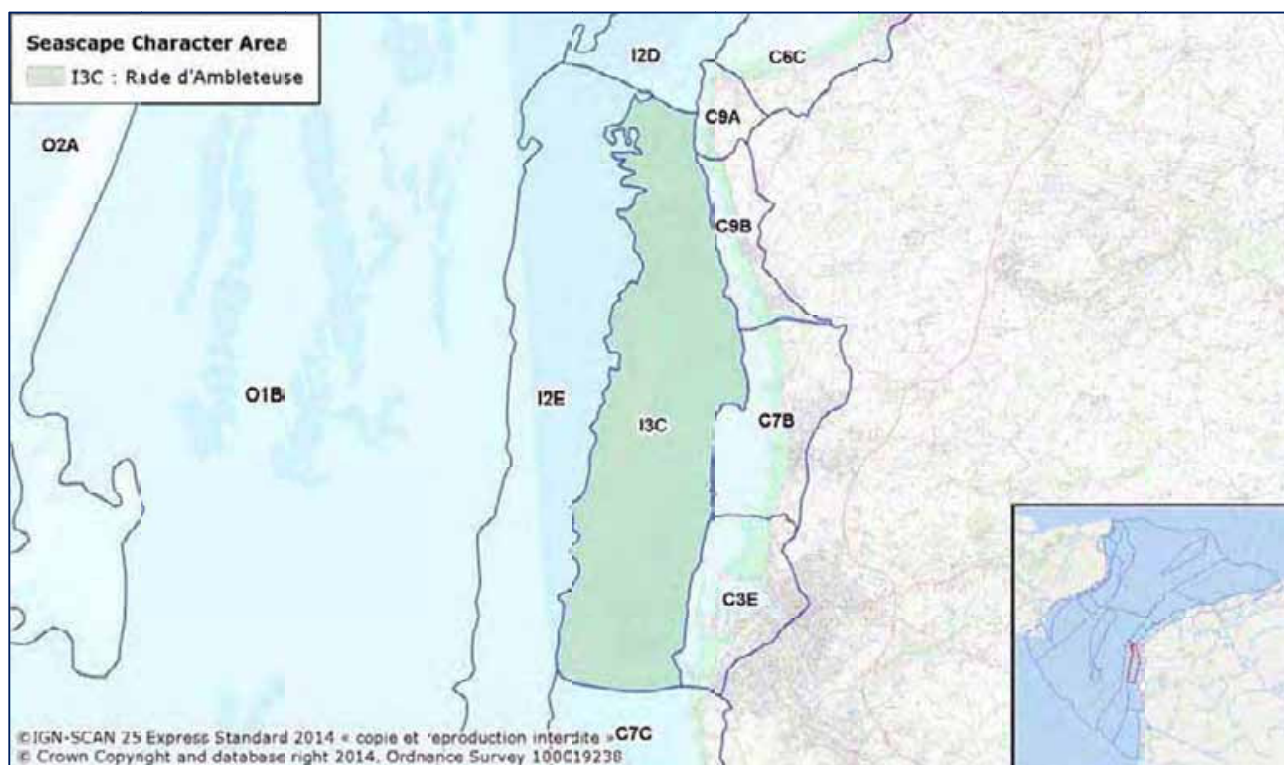 Seascape Character Area
I3C : Rade d'Ambleteuse
I2D
C6C
C9A
O2A
C9B
O1B
I2E
I3C
C7B
C3E
C7C
©IGN-SCAN 25 Express Standard 2014 « copie et reproduction interdite »
© Crown Copyright and database right 2014. Ordnance Survey 100019238